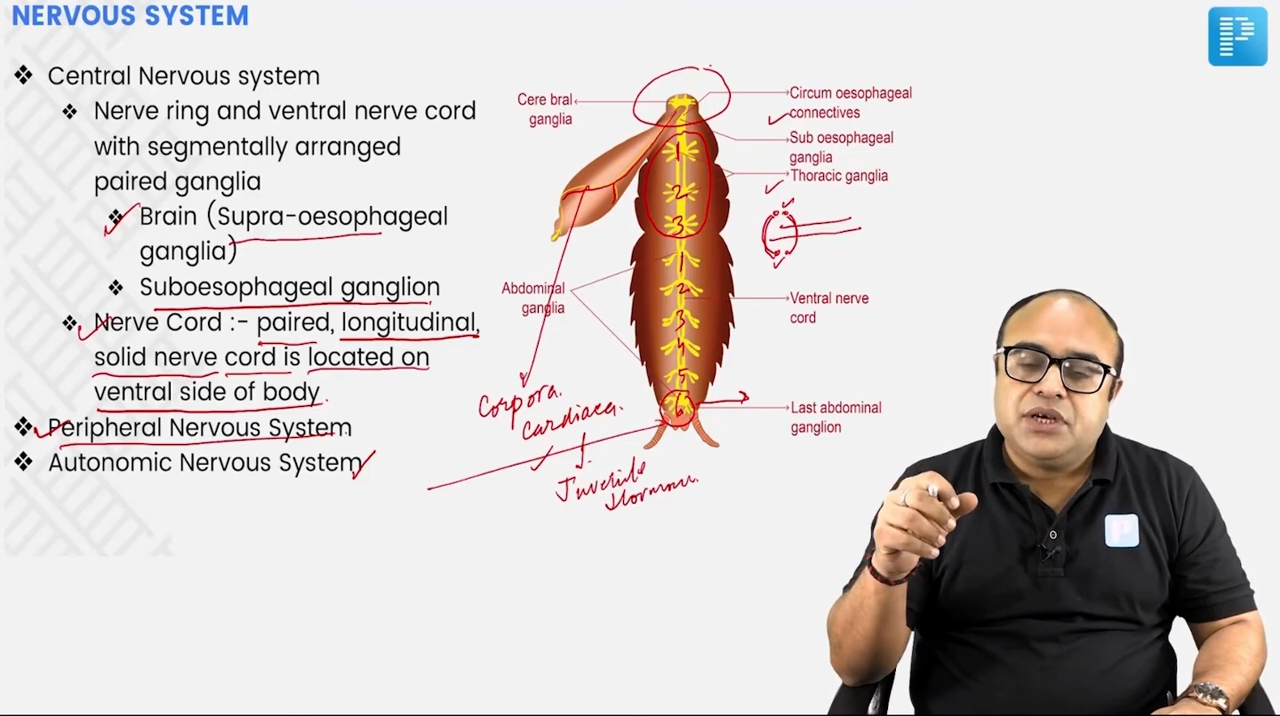 NERVOUS SYSTEM
❖ Central Nervous system
❖ Nerve ring and ventral nerve cord
with segmentally arranged
paired ganglia
❖ Brain (Supra-oesophageal
ganglia)
❖ Suboesophageal ganglion
❖ Nerve Cord :- paired, longitudinal,
solid nerve cord is located on
ventral side of body.
❖ Peripheral Nervous System
❖ Autonomic Nervous System
Cere bral
ganglia
Abdominal
ganglia
Circum oesophageal
connectives
Sub oesophageal
ganglia
Thoracic ganglia
Ventral nerve
cord
Last abdominal
ganglion
1
2
3
1
2
3
4
5
6
Corpora.
Cardiaca.
Juvenile
Hormone.
P